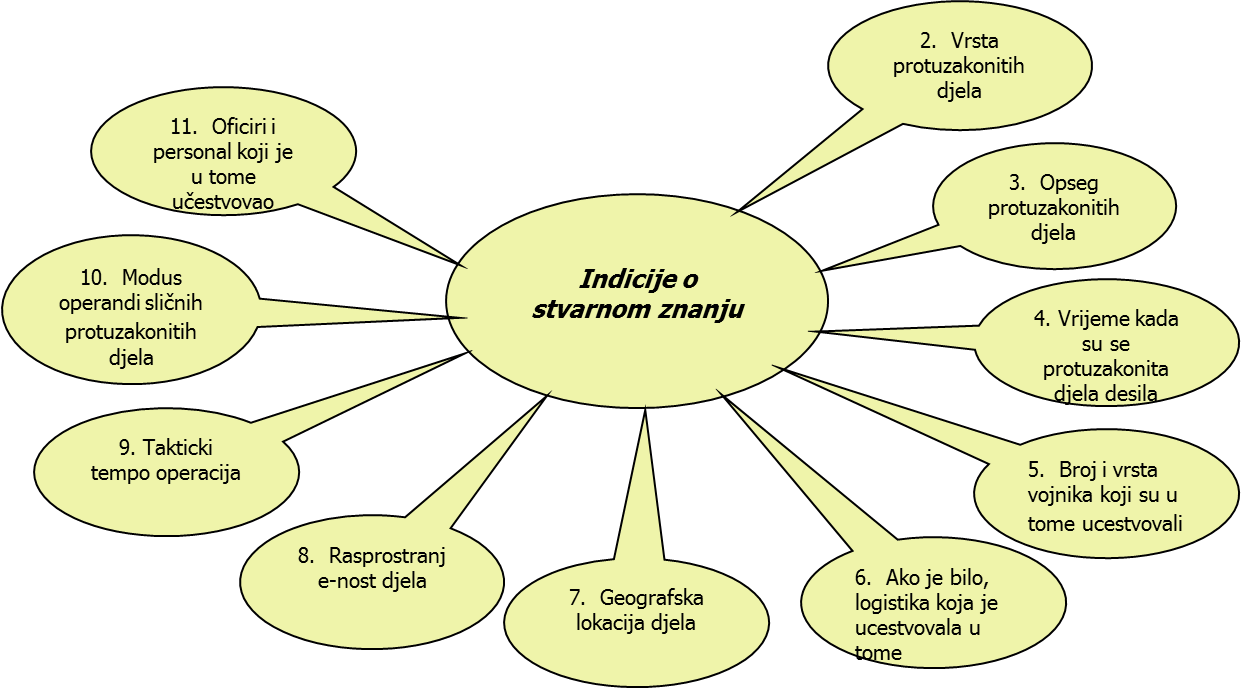 Indicije o
stvarnom znanju
2. Vrsta
protuzakonitih
djela
3. Opseg
protuzakonitih
djela
4. Vrijeme kada
su se
protuzakonita
djela desila
5. Broj i vrsta
vojnika koji su u
tome ucestvovali
6. Ako je bilo,
logistika koja je
ucestvovala u
tome
7. Geografska
lokacija djela
8. Rasprostranj
e-nost djela
9. Takticki
tempo operacija
10. Modus
operandi sličnih
protuzakonitih
djela
11. Oficiri i
personal koji je
u tome
učestvovao